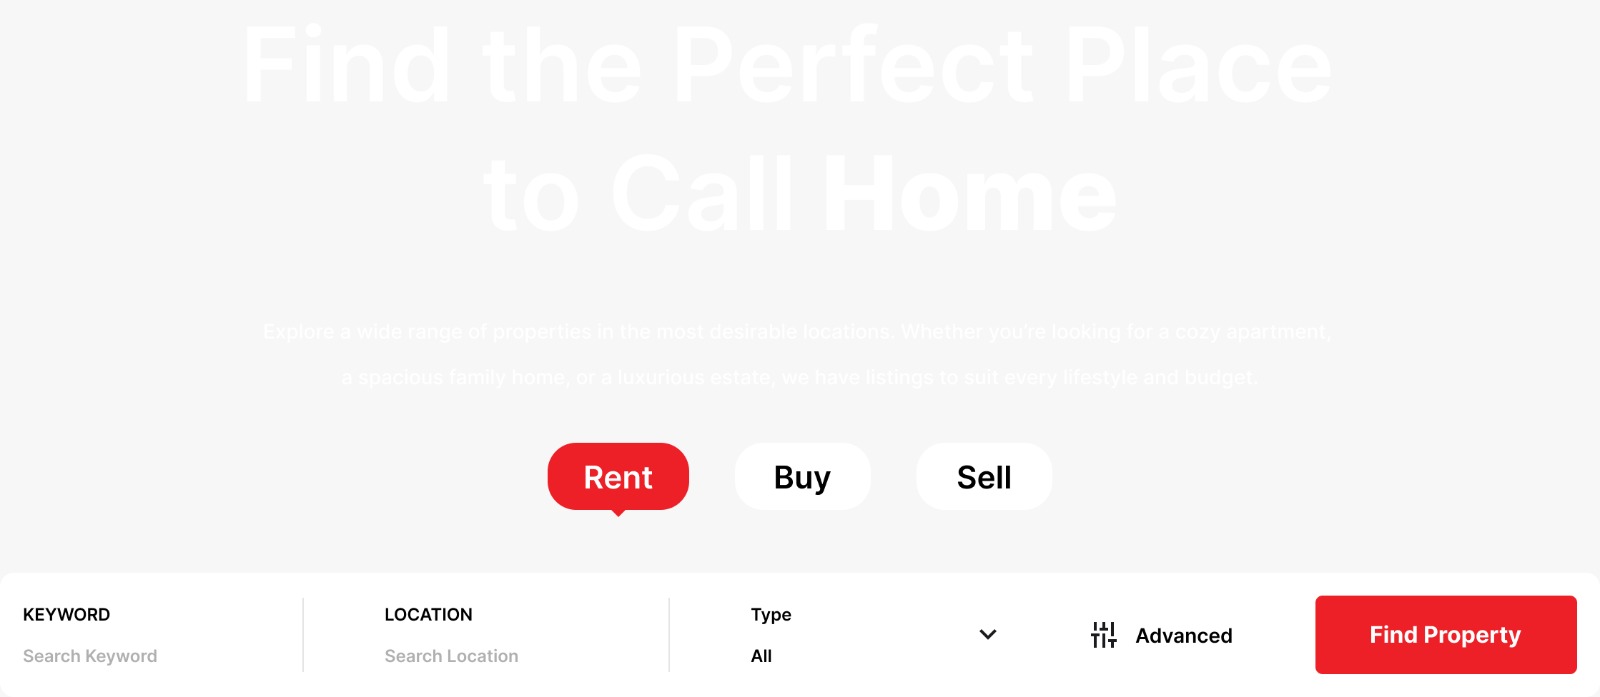 Find the Perfect Place
to Call Home
Explore a wide range of properties in the most desirable locations. Whether you're looking for a cozy apartment,
a spacious family home, or a luxurious estate, we have listings to suit every lifestyle and budget.
Rent
Buy
Sell
KEYWORD
Search Keyword
LOCATION
Search Location
Type
All
Advanced
Find Property